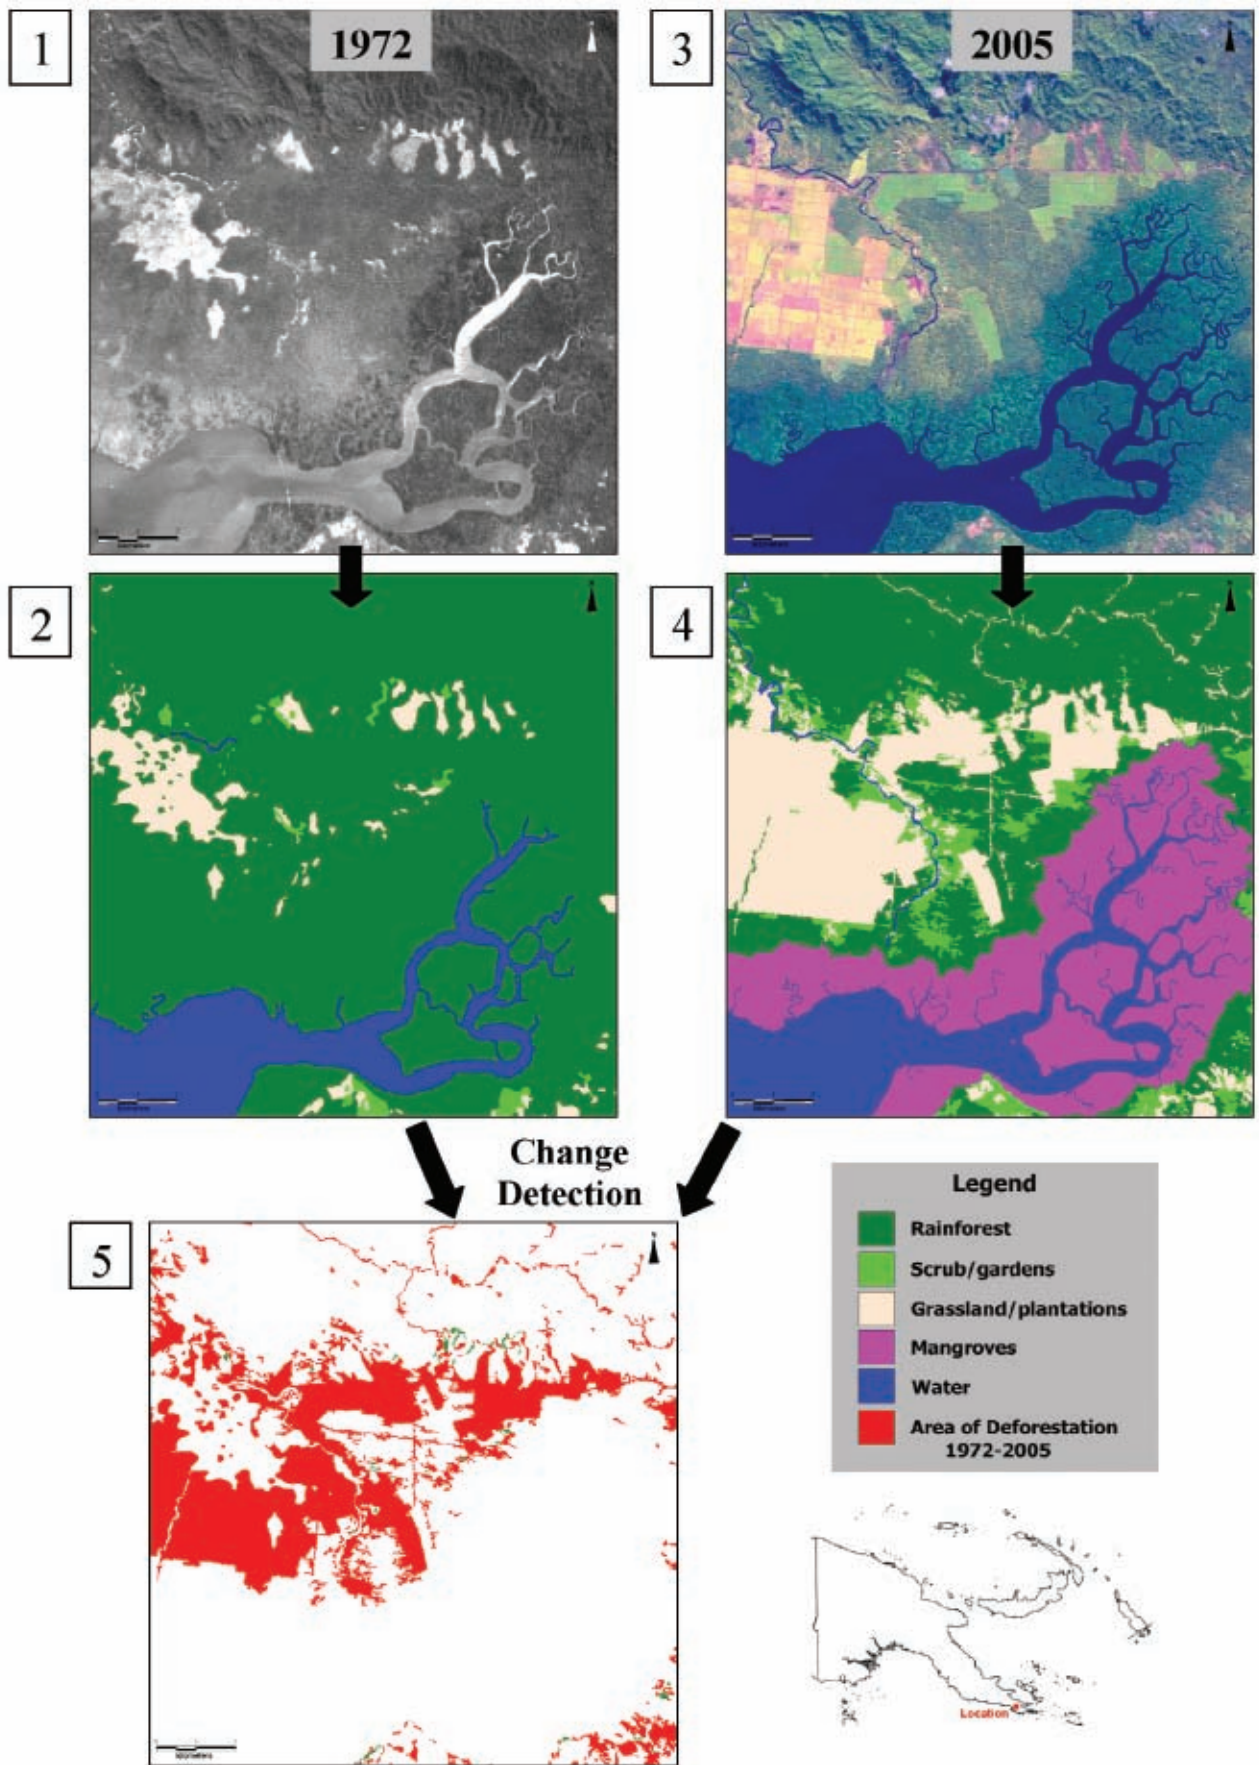 1
1972
3
2005
2
4
Change
Detection
5
kilometers
Legend
Rainforest
Scrub/gardens
Grassland/plantations
Mangroves
Water
Area of Deforestation
1972-2005
Location